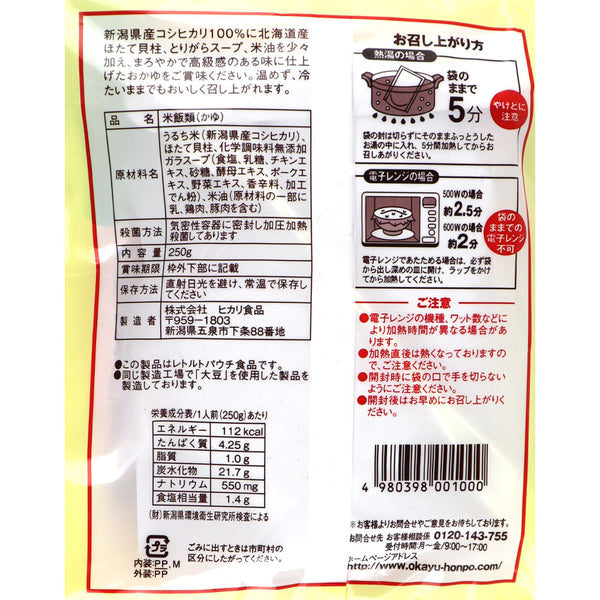 新潟県産コシヒカリ100%に北海道産
ほたて貝柱、とりがらスープ、米油を少々
加え、まろやかで高級感のある味に仕上
げたおかゆをご賞味ください。温めず、冷
たいままでもおいしく召し上がれます。
品名 米飯類(かゆ)
原材料名 うるち米(新潟県産コシヒカリ)、
ほたて貝柱、化学調味料無添加
ガラスープ(食塩、乳糖、チキンエ
キス、砂糖、酵母エキス、ポークエ
キス、野菜エキス、香辛料、加工
でん粉)、米油(原材料の一部に
乳、鶏肉、豚肉を含む)
殺菌方法 気密性容器に密封し加圧加熱
殺菌してあります
内容量 250g
賞味期限 枠外下部に記載
保存方法 直射日光を避け、常温で保存し
てください
製造者 株式会社 ヒカリ食品
〒959-1803
新潟県五泉市下条88番地
●この製品はレトルトパウチ食品です。
●同じ製造工場で「大豆」を使用した製品を
製造しております。
栄養成分表/1人前(250g)あたり
エネルギー 112kcal
たんぱく質 4.25g
脂質 1.0g
炭水化物 21.7g
ナトリウム 550mg
食塩相当量 1.4g
(財)新潟県環境衛生研究所検査による
プラ
内装:PP,M
外装:PP
ごみに出すときは市町村の
区分にしたがってください。
お召し上がり方
熱湯の場合
袋の
ままで
5分
やけどに
注意
袋の封は切らずにそのままふっとうした
お湯の中に入れ、5分間加熱してからお
召しあがりください。
電子レンジの場合
500Wの場合
約2.5分
600Wの場合
約2分
袋の
ままでの
電子レンジ
不可
電子レンジであたためる場合は、必ず袋
から出し深めの皿に開け、ラップをかけ
てから加熱してください。
ご注意
●電子レンジの機種、ワット数などに
より加熱時間が異なる場合があ
ります。
●加熱直後は熱くなっておりますの
で、ご注意ください。
●開封時に袋の口で手を切らない
ようにご注意ください。
●開封後はお早めにお召し上がりく
ださい。
4 980398 001000
※お客様よりお問合せやご意見をお待ちしております。
お問合せ先 お客様相談室 0120-143-755
受付時間:月〜金/9:00〜17:00
ホームページアドレス
http://www.okayu-honpo.com/